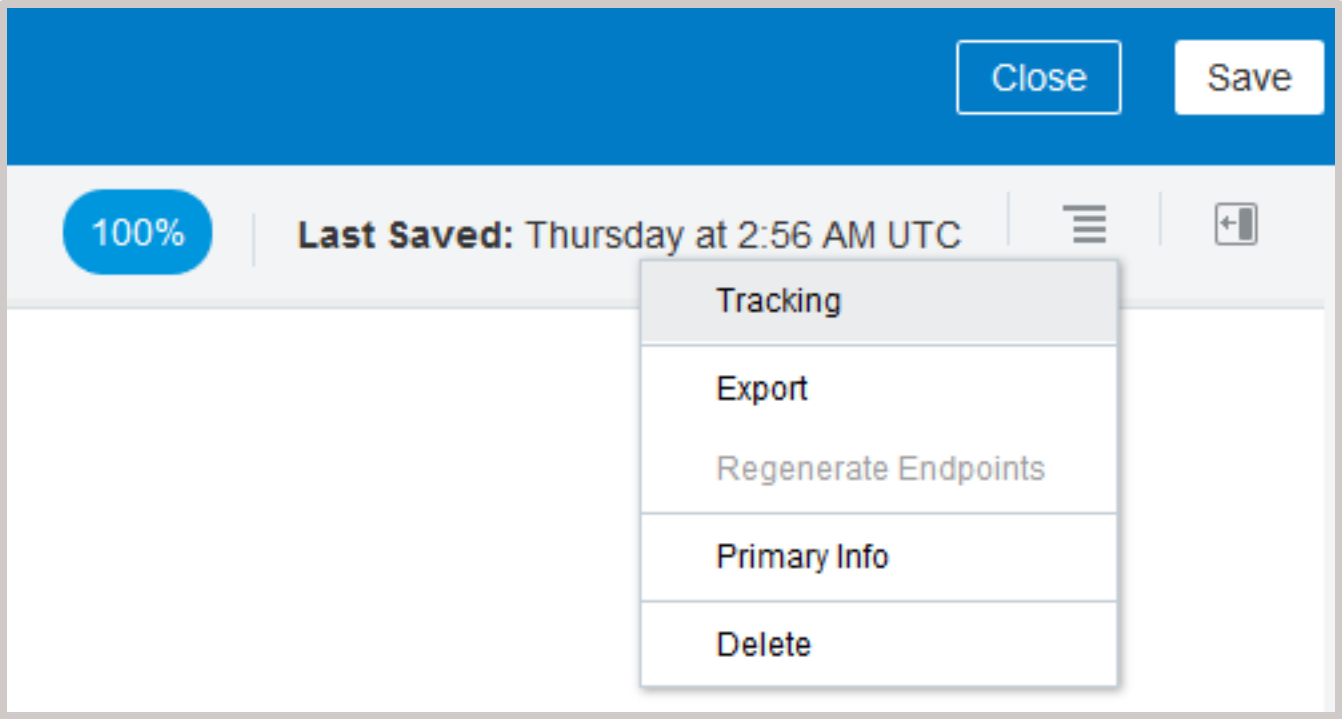 Close Save
100% Last Saved: Thursday at 2:56 AM UTC
Tracking
Export
Regenerate Endpoints
Primary Info
Delete